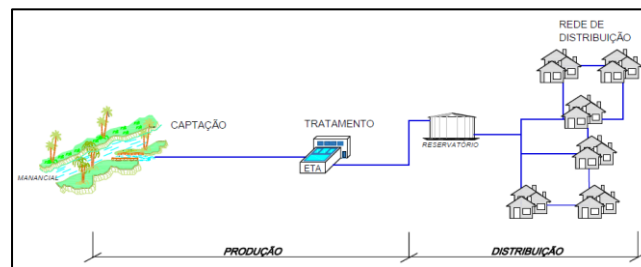 REDE DE
DISTRIBUIÇÃO
CAPTAÇÃO
TRATAMENTO
RESERVATÓRIO
ETA
MANANCIAL
PRODUÇÃO
DISTRIBUIÇÃO